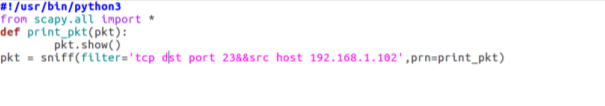 #!/usr/bin/python3
from scapy.all import *
def print_pkt(pkt):
        pkt.show()
pkt = sniff(filter='tcp dst port 23&&src host 192.168.1.102',prn=print_pkt)